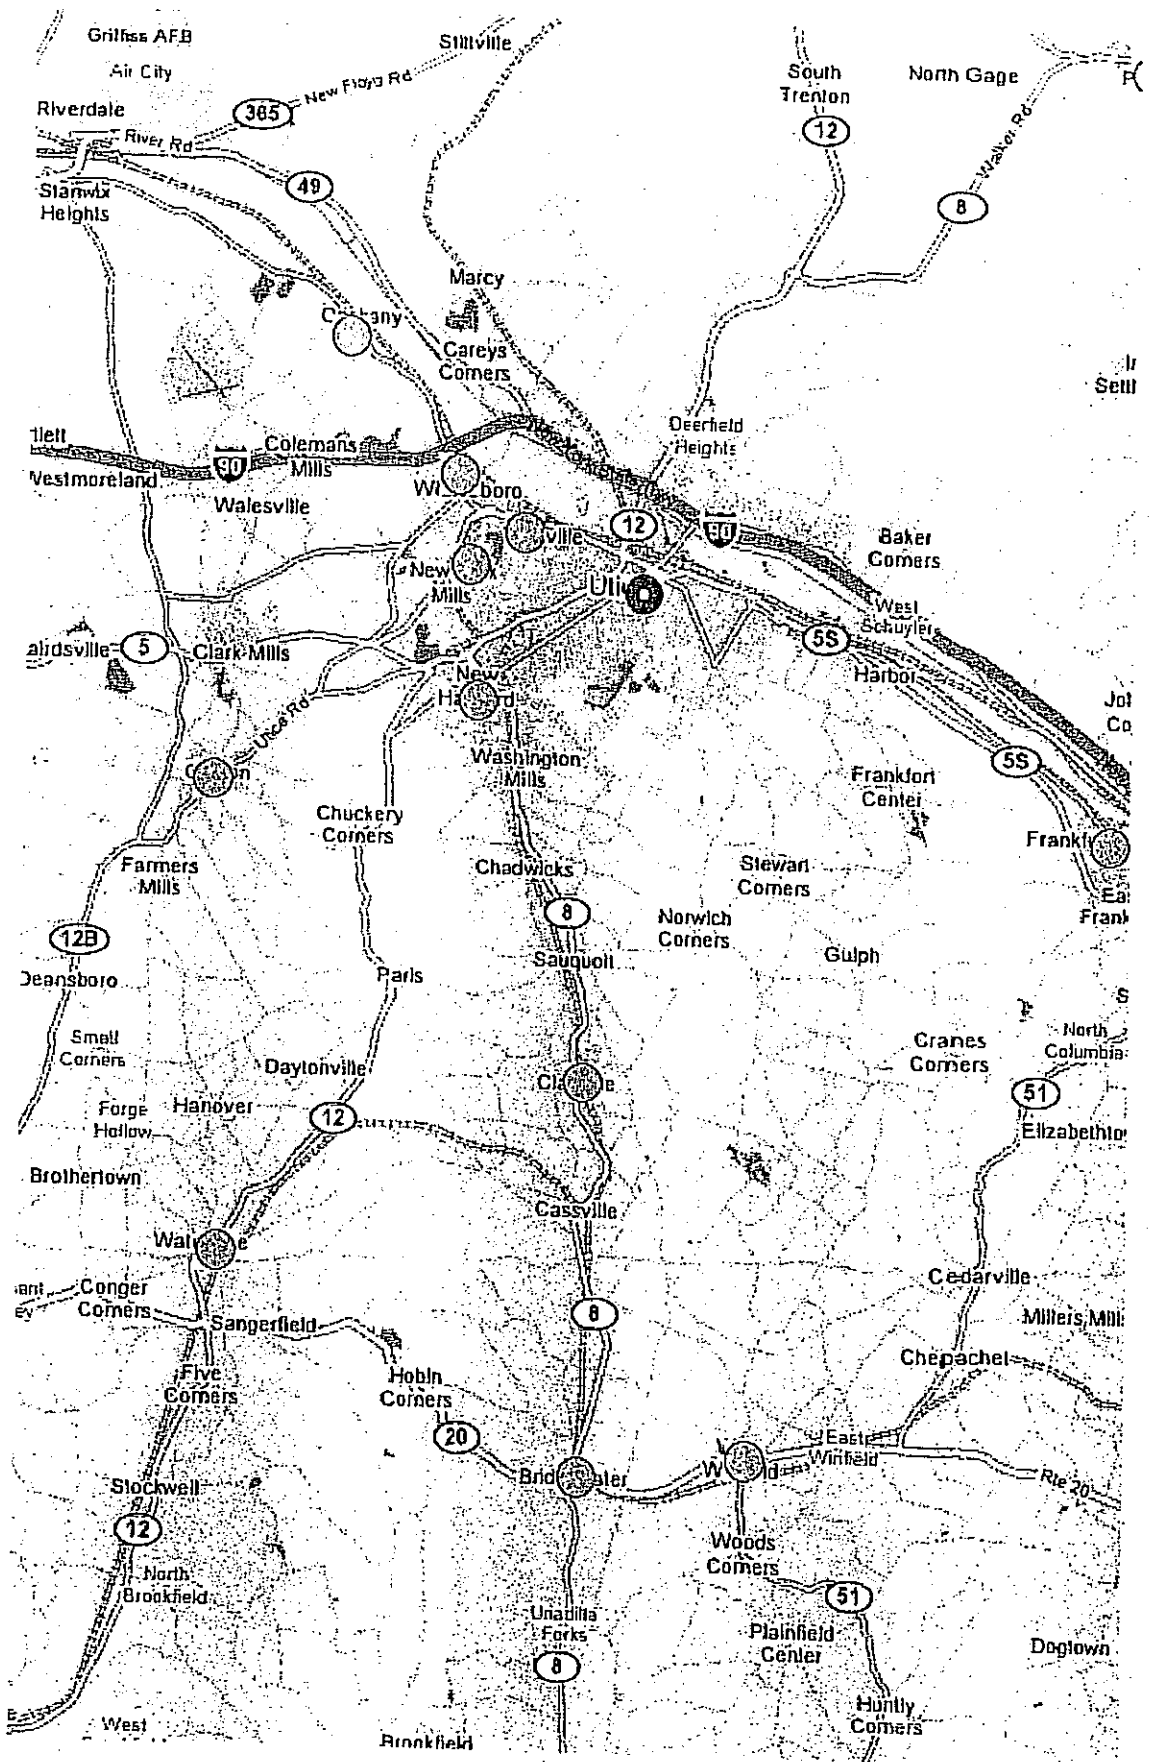 Griffiss AFB
Stittville
Air City
South
Trenton
North Gage
New Floyd Rd
Riverdale
365
River Rd
12
Walker Rd
49
8
Stanwix
Heights
Marcy
Careys
Corners
Deerfield
Heights
Colemans
Mills
90
Westmoreland
Walesville
12
90
Baker
Corners
New
Mills
West
Schuyler
5
Clark Mills
5S
Harbor
New
Utica Rd
Washington
Mills
5S
Frankfort
Center
Chuckery
Corners
Farmers
Mills
Chadwicks
Stewart
Corners
8
Norwich
Corners
12B
Sauquoit
Gulph
Deansboro
Paris
Small
Corners
Cranes
Corners
North
Columbia
Daytonville
51
Forge
Hollow
Hanover
12
Brothertown
Cassville
Conger
Corners
Cedarville
8
Sangerfield
Millers Mill
Chepachet
Five
Corners
Hobin
Corners
20
East
Winfield
Rte 20
Stockwell
12
Woods
Corners
North
Brookfield
51
Unadilla
Forks
Plainfield
Center
Dogtown
8
Huntly
Corners
West
Brookfield